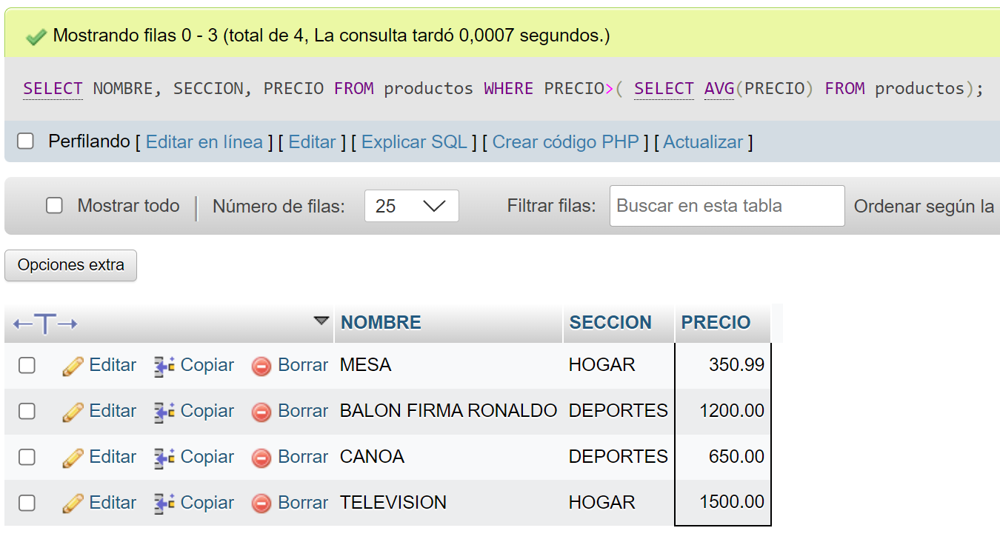 Mostrando filas 0 - 3 (total de 4, La consulta tardó 0,0007 segundos.)
SELECT NOMBRE, SECCION, PRECIO FROM productos WHERE PRECIO>( SELECT AVG(PRECIO) FROM productos);
Perfilando [ Editar en línea ] [ Editar ] [ Explicar SQL ] [ Crear código PHP ] [ Actualizar ]
Mostrar todo Número de filas: 25 Filtrar filas: Buscar en esta tabla Ordenar según la
Opciones extra
←T→ NOMBRE SECCION PRECIO
Editar Copiar Borrar MESA HOGAR 350.99
Editar Copiar Borrar BALON FIRMA RONALDO DEPORTES 1200.00
Editar Copiar Borrar CANOA DEPORTES 650.00
Editar Copiar Borrar TELEVISION HOGAR 1500.00